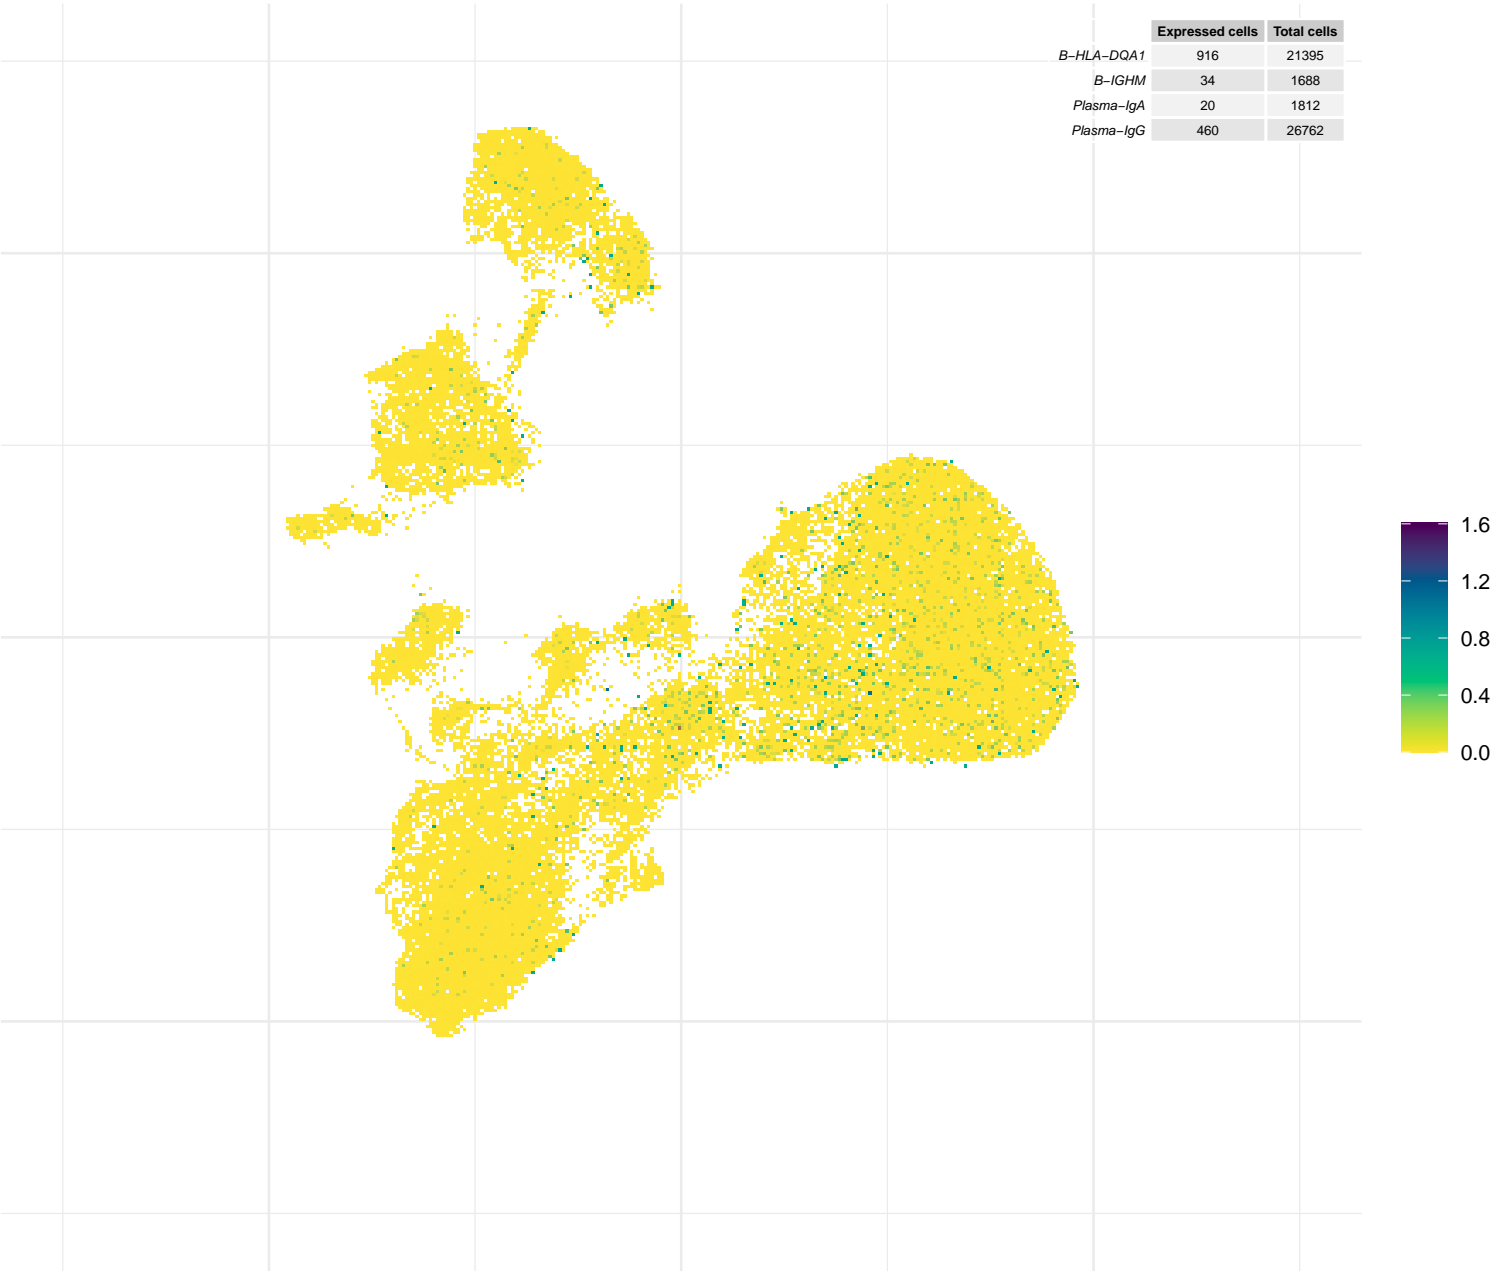 Expressed cells Total cells
B−HLA−DQA1 916 21395
B−IGHM 34 1688
Plasma−IgA 20 1812
Plasma−IgG 460 26762
1.6
1.2
0.8
0.4
0.0